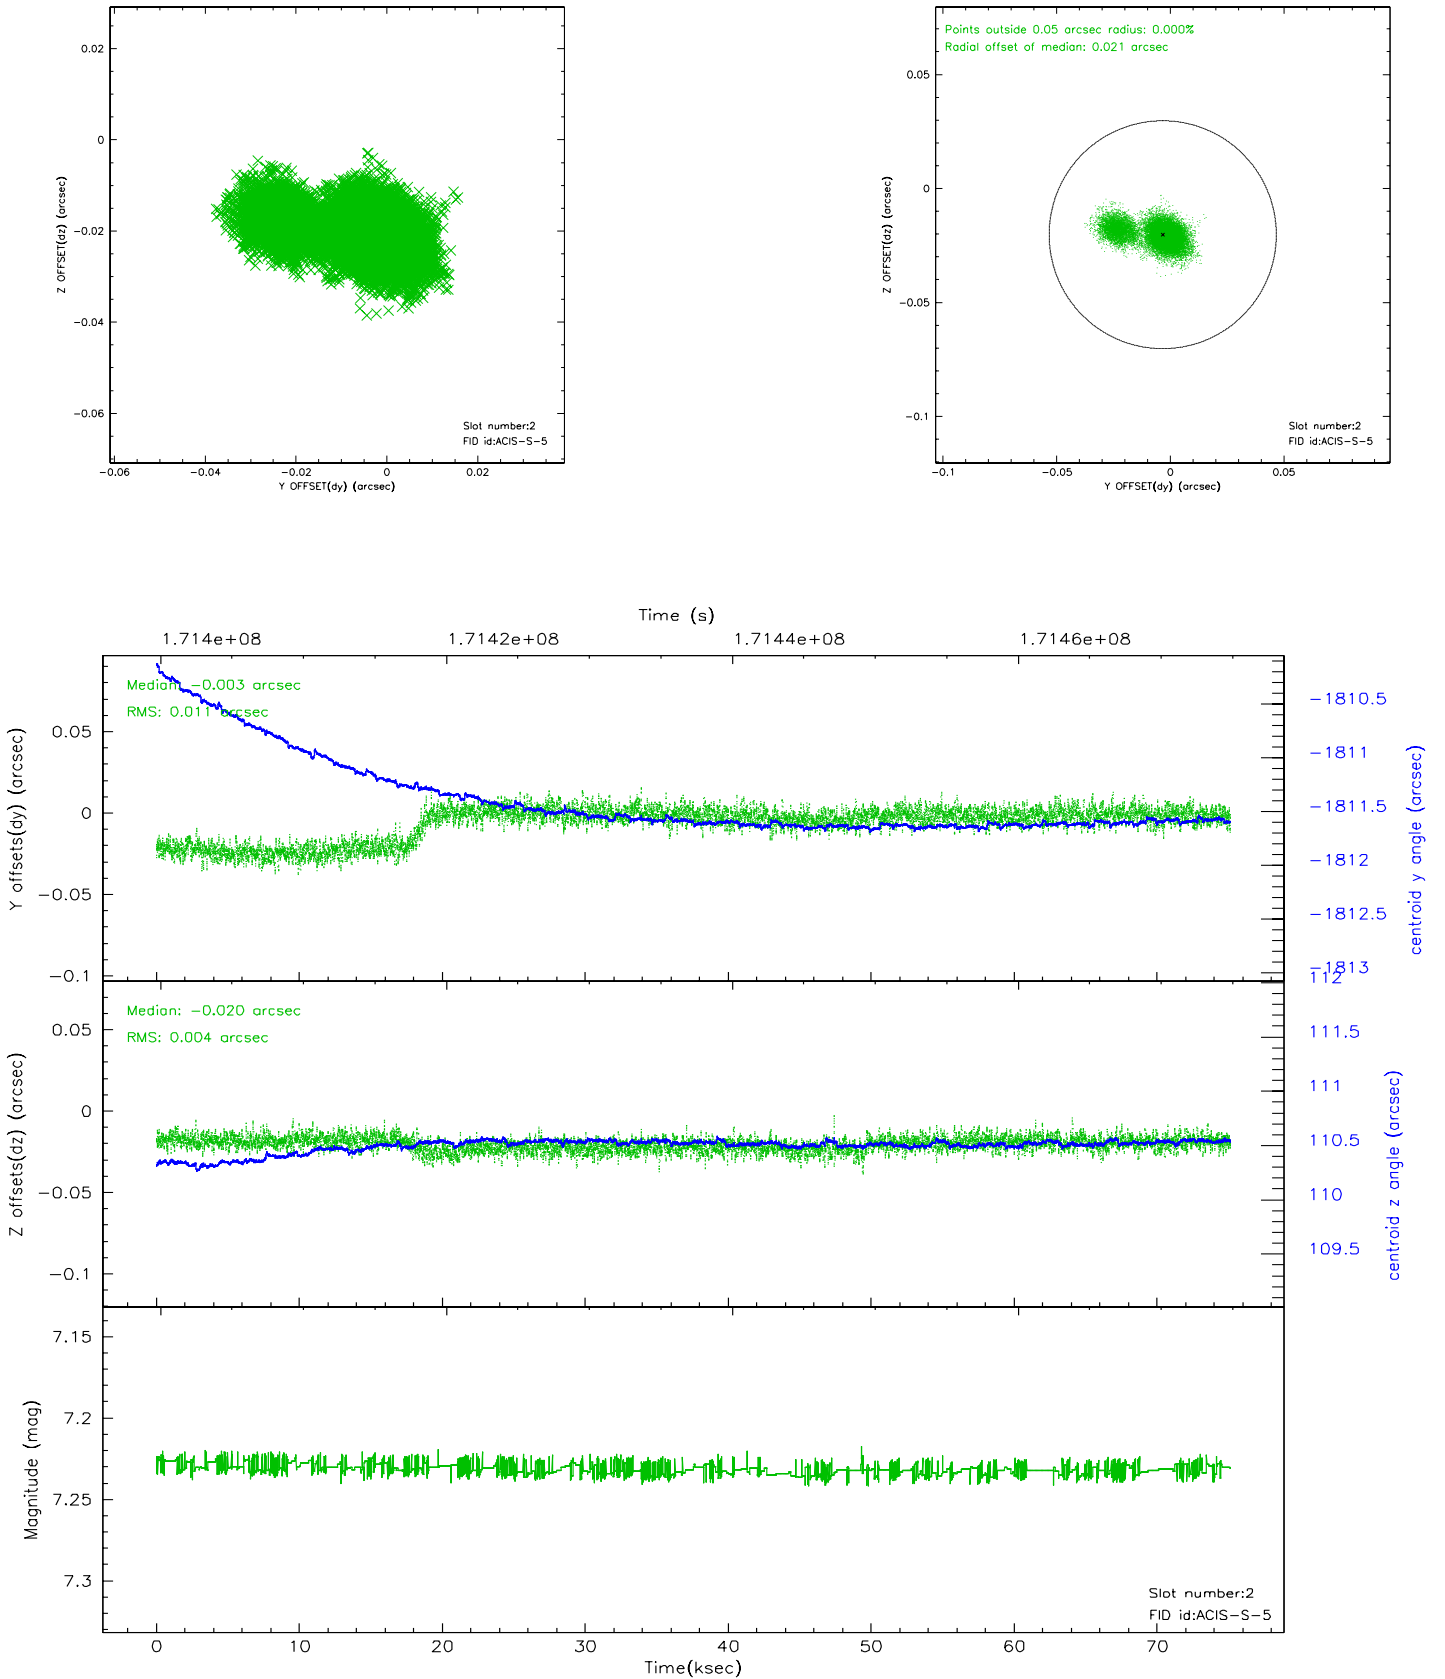 0.02
0
-0.02
-0.04
-0.06
Z OFFSET(dz) (arcsec)
Slot number:2
FID id:ACIS-S-5
-0.06 -0.04 -0.02 0 0.02
Y OFFSET(dy) (arcsec)
Points outside 0.05 arcsec radius: 0.000%
Radial offset of median: 0.021 arcsec
0.05
0
-0.05
-0.1
Z OFFSET(dz) (arcsec)
Slot number:2
FID id:ACIS-S-5
-0.1 -0.05 0 0.05
Y OFFSET(dy) (arcsec)
Time (s)
1.714e+08 1.7142e+08 1.7144e+08 1.7146e+08
Median: -0.003 arcsec
RMS: 0.011 arcsec
0.05
0
-0.05
-0.1
Y offsets(dy) (arcsec)
-1810.5
-1811
-1811.5
-1812
-1812.5
-1813
centroid y angle (arcsec)
Median: -0.020 arcsec
RMS: 0.004 arcsec
0.05
0
-0.05
-0.1
Z offsets(dz) (arcsec)
112
111.5
111
110.5
110
109.5
centroid z angle (arcsec)
7.15
7.2
7.25
7.3
Magnitude (mag)
Slot number:2
FID id:ACIS-S-5
0 10 20 30 40 50 60 70
Time(ksec)